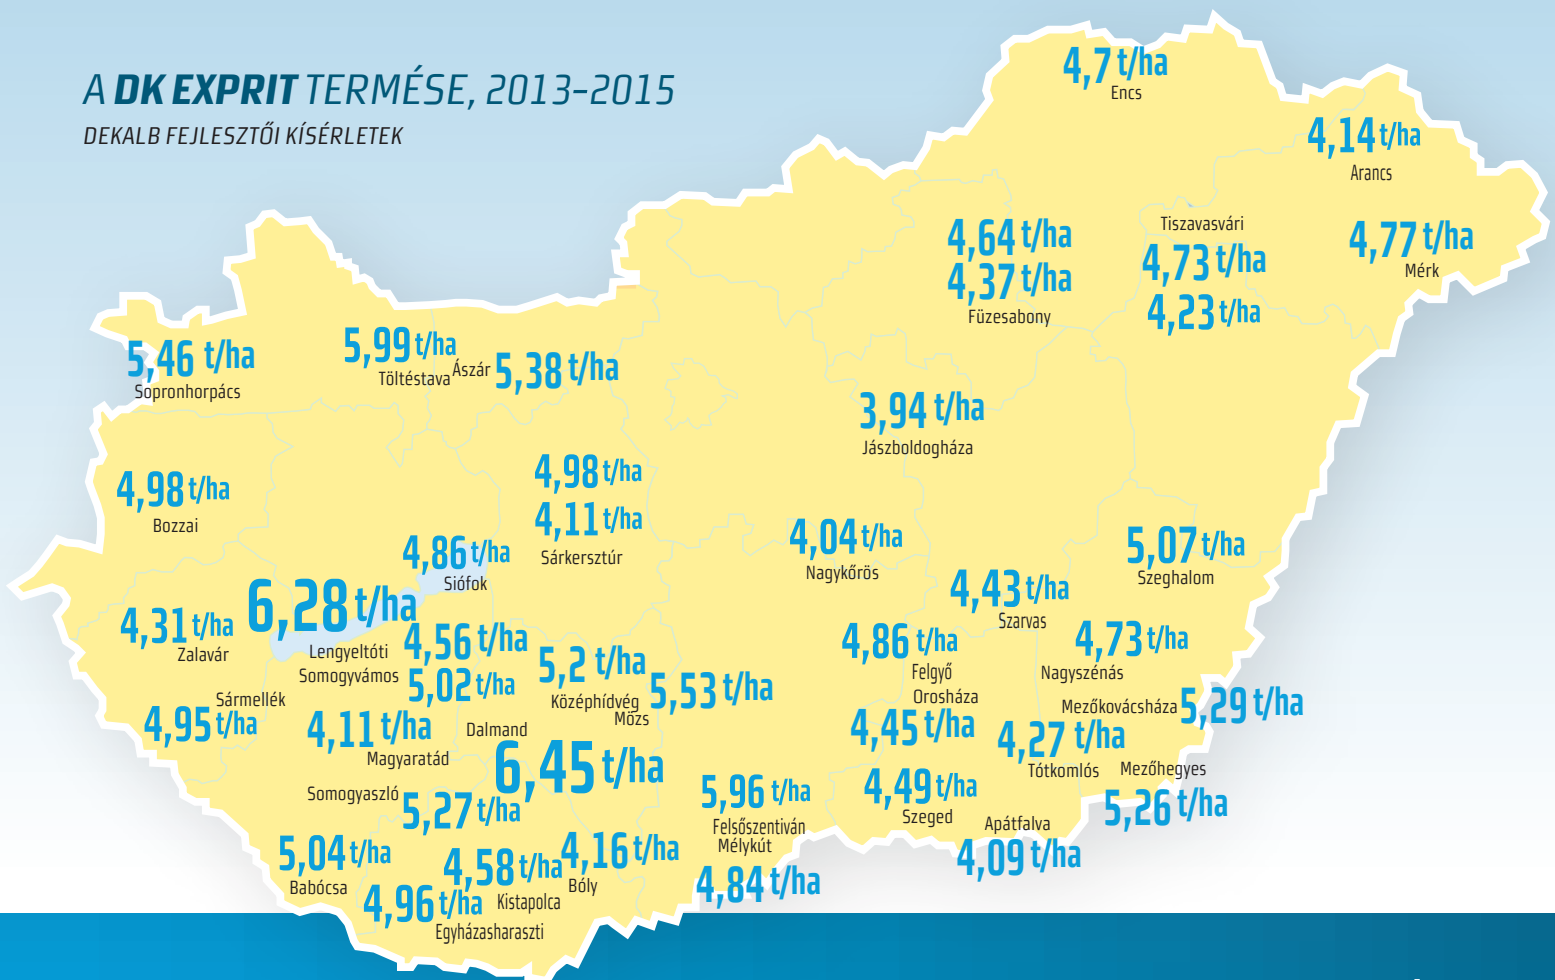 A DK EXPRIT TERMÉSE, 2013-2015
DEKALB FEJLESZTŐI KÍSÉRLETEK
4,7 t/ha
Encs
4,14 t/ha
Arancs
4,64 t/ha
4,37 t/ha
Füzesabony
Tiszavasvári
4,73 t/ha
4,23 t/ha
4,77 t/ha
Mérk
5,46 t/ha
Sopronhorpács
5,99 t/ha
Töltéstava
Ászár
5,38 t/ha
3,94 t/ha
Jászboldogháza
4,98 t/ha
Bozzai
4,98 t/ha
4,11 t/ha
Sárkersztúr
4,86 t/ha
Siófok
4,04 t/ha
Nagykőrös
5,07 t/ha
Szeghalom
4,43 t/ha
Szarvas
4,31 t/ha
Zalavár
6,28 t/ha
Lengyeltóti
4,56 t/ha
Somogyvámos
5,02 t/ha
5,2 t/ha
Középhídvég
Mözs
5,53 t/ha
4,86 t/ha
Felgyő
4,73 t/ha
Nagyszénás
Sármellék
4,95 t/ha
4,11 t/ha
Magyaratád
Dalmand
6,45 t/ha
Orosháza
4,45 t/ha
Mezőkovácsháza
5,29 t/ha
4,27 t/ha
Tótkomlós
Mezőhegyes
5,26 t/ha
Somogyaszló
5,27 t/ha
5,96 t/ha
Felsőszentiván
Mélykút
4,84 t/ha
4,49 t/ha
Szeged
Apátfalva
4,09 t/ha
5,04 t/ha
Babócsa
4,58 t/ha
Kistapolca
4,16 t/ha
Bóly
4,96 t/ha
Egyházasharaszti